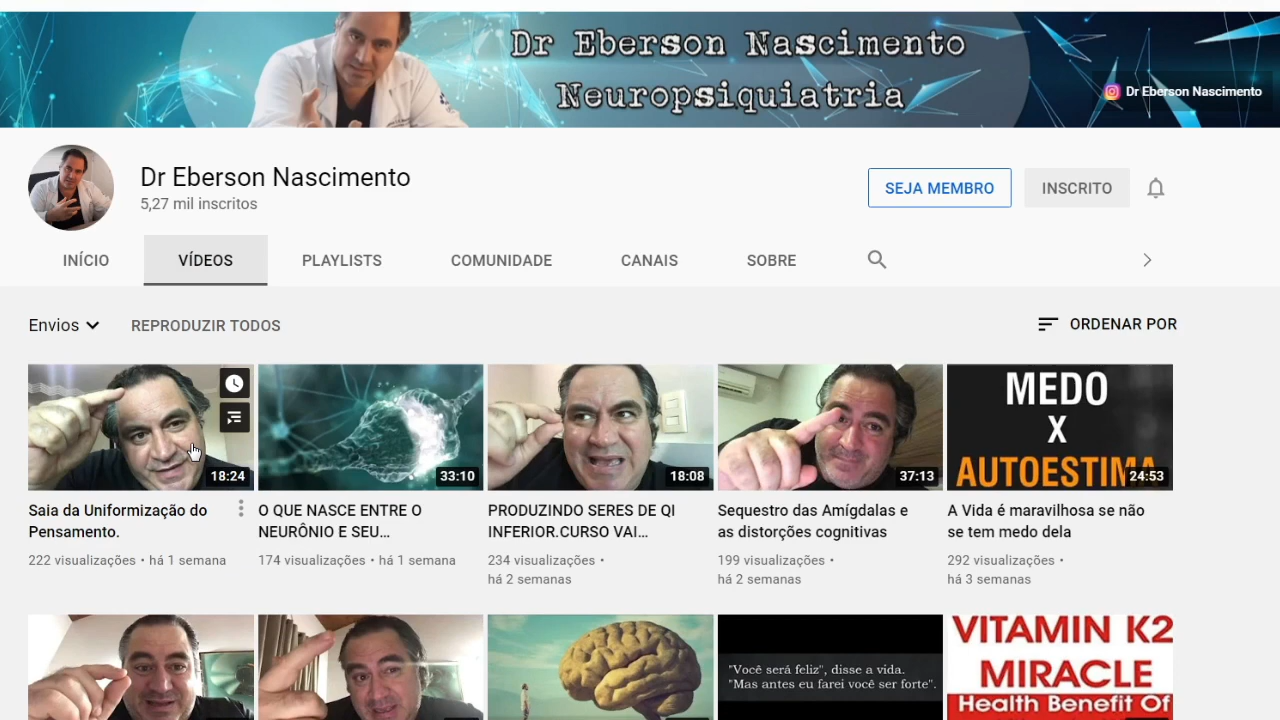 Dr Eberson Nascimento
Neuropsiquiatria
Dr Eberson Nascimento
Dr Eberson Nascimento
5,27 mil inscritos
SEJA MEMBRO
INSCRITO
INÍCIO
VÍDEOS
PLAYLISTS
COMUNIDADE
CANAIS
SOBRE
Envios
REPRODUZIR TODOS
ORDENAR POR
18:24
Saia da Uniformização do
Pensamento.
222 visualizações • há 1 semana
33:10
O QUE NASCE ENTRE O
NEURÔNIO E SEU...
174 visualizações • há 1 semana
18:08
PRODUZINDO SERES DE QI
INFERIOR.CURSO VAI...
234 visualizações •
há 2 semanas
37:13
Sequestro das Amígdalas e
as distorções cognitivas
199 visualizações •
há 2 semanas
MEDO
X
AUTOESTIMA
24:53
A Vida é maravilhosa se não
se tem medo dela
292 visualizações •
há 3 semanas
"Você será feliz", disse a vida.
"Mas antes eu farei você ser forte".
VITAMIN K2
MIRACLE
Health Benefit Of